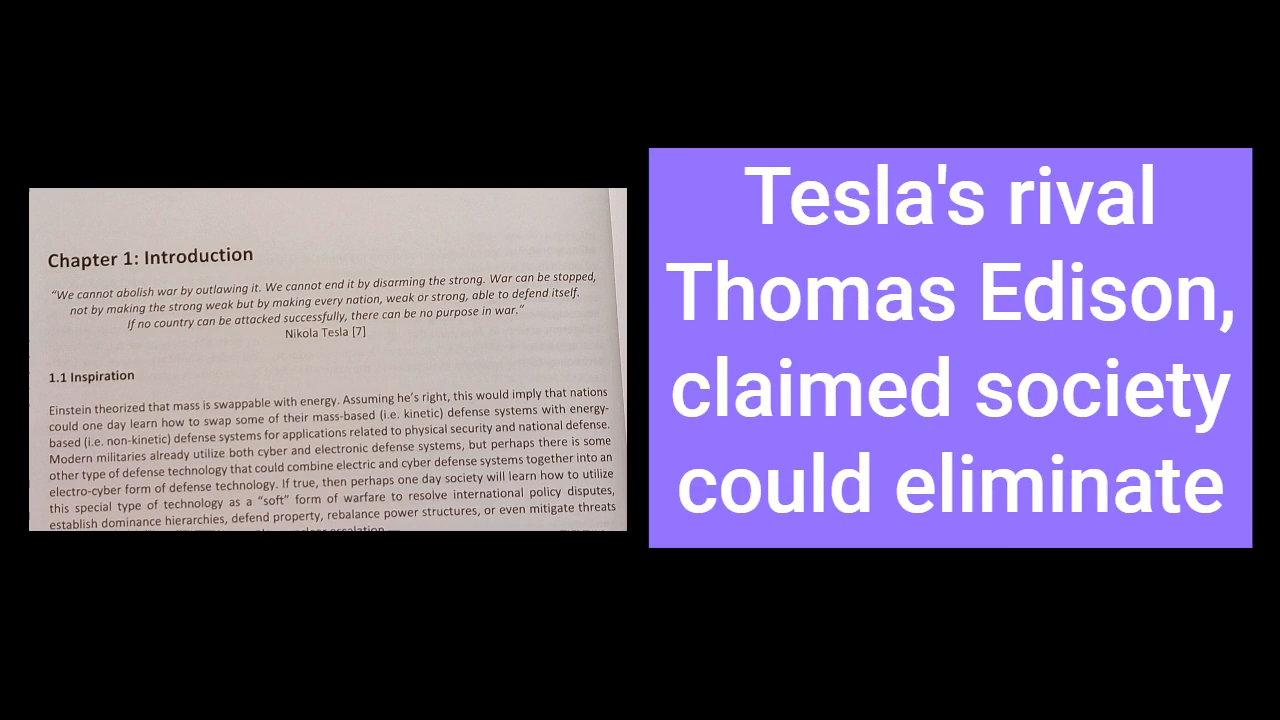 Chapter 1: Introduction
“We cannot abolish war by outlawing it. We cannot end it by disarming the strong. War can be stopped,
not by making the strong weak but by making every nation, weak or strong, able to defend itself.
If no country can be attacked successfully, there can be no purpose in war.”
Nikola Tesla [7]
1.1 Inspiration
Einstein theorized that mass is swappable with energy. Assuming he's right, this would imply that nations
could one day learn how to swap some of their mass-based (i.e. kinetic) defense systems with energy-
based (i.e. non-kinetic) defense systems for applications related to physical security and national defense.
Modern militaries already utilize both cyber and electronic defense systems, but perhaps there is some
other type of defense technology that could combine electric and cyber defense systems together into an
electro-cyber form of defense technology. If true, then perhaps one day society will learn how to utilize
this special type of technology as a “soft” form of warfare to resolve international policy disputes,
establish dominance hierarchies, defend property, rebalance power structures, or even mitigate threats
escalation.
Tesla's rival
Thomas Edison,
claimed society
could eliminate